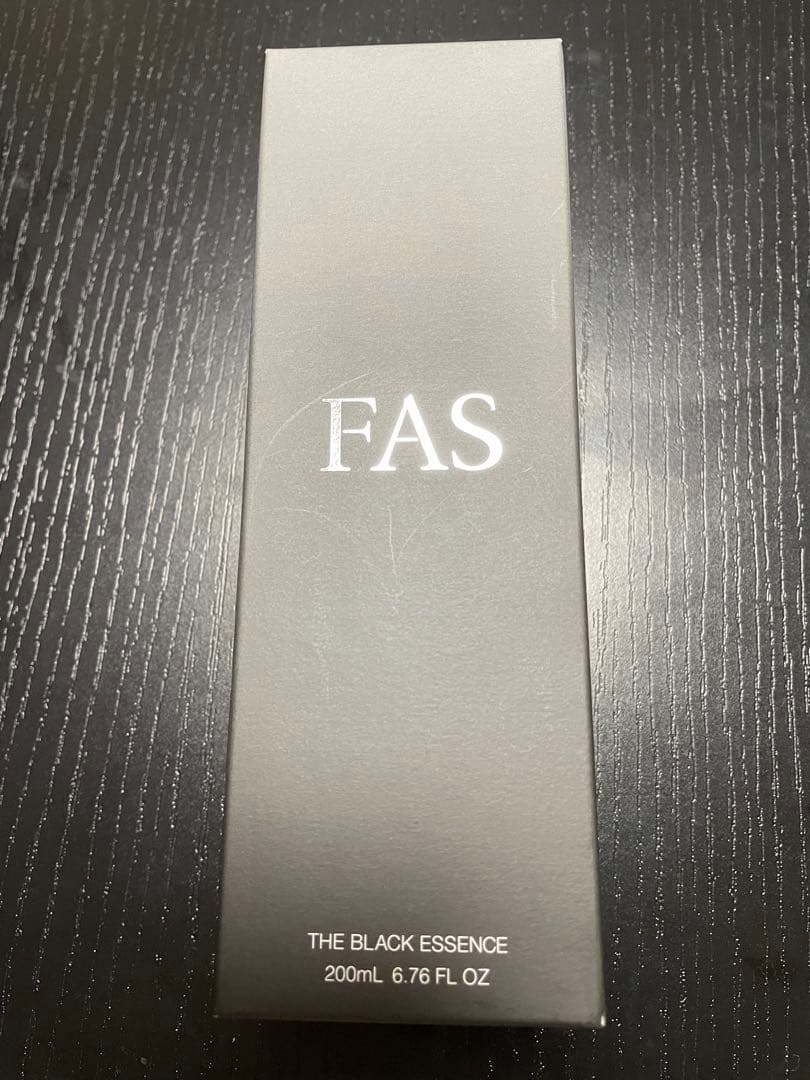 FAS
THE BLACK ESSENCE
200mL 6.76 FL OZ